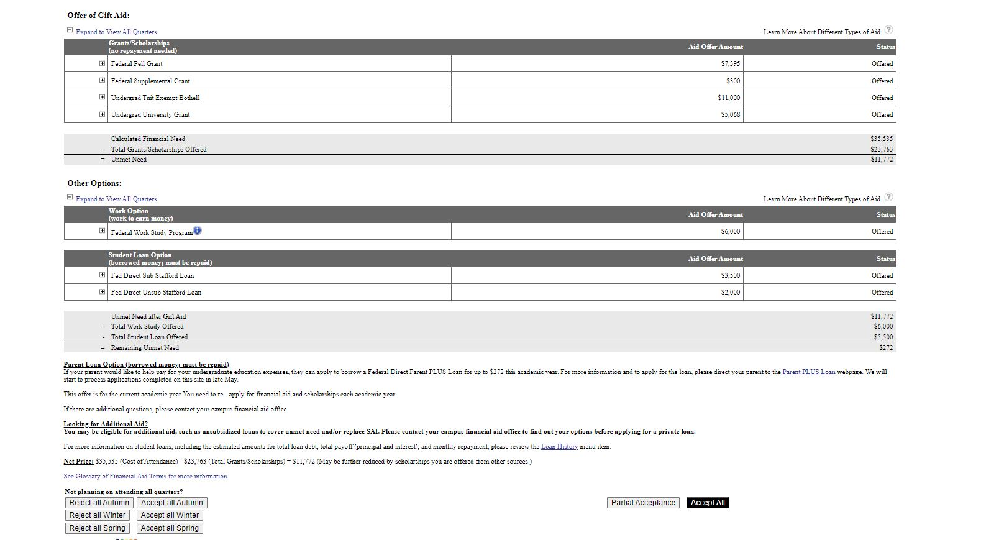 Offer of Gift Aid:
Expand to View All Quarters
Learn More About Different Types of Aid ?
Grants/Scholarships
(no repayment needed) Aid Offer Amount Status
Federal Pell Grant $7,395 Offered
Federal Supplemental Grant $300 Offered
Undergrad Tuit Exempt Bothell $11,000 Offered
Undergrad University Grant $5,068 Offered
Calculated Financial Need $35,535
- Total Grants/Scholarships Offered $23,763
= Unmet Need $11,772
Other Options:
Expand to View All Quarters
Learn More About Different Types of Aid ?
Work Option
(work to earn money) Aid Offer Amount Status
Federal Work Study Program i $6,000 Offered
Student Loan Option
(borrowed money; must be repaid) Aid Offer Amount Status
Fed Direct Sub Stafford Loan $3,500 Offered
Fed Direct Unsub Stafford Loan $2,000 Offered
Unmet Need after Gift Aid $11,772
- Total Work Study Offered $6,000
- Total Student Loan Offered $5,500
= Remaining Unmet Need $272
Parent Loan Option (borrowed money; must be repaid)
If your parent would like to help pay for your undergraduate education expenses, they can apply to borrow a Federal Direct Parent PLUS Loan for up to $272 this academic year. For more information and to apply for the loan, please direct your parent to the Parent PLUS Loan webpage. We will
start to process applications completed on this site in late May.
This offer is for the current academic year.You need to re - apply for financial aid and scholarships each academic year.
If there are additional questions, please contact your campus financial aid office.
Looking for Additional Aid?
You may be eligible for additional aid, such as unsubsidized loans to cover unmet need and/or replace SAI. Please contact your campus financial aid office to find out your options before applying for a private loan.
For more information on student loans, including the estimated amounts for total loan debt, total payoff (principal and interest), and monthly repayment, please review the Loan History menu item.
Net Price: $35,535 (Cost of Attendance) - $23,763 (Total Grants/Scholarships) = $11,772 (May be further reduced by scholarships you are offered from other sources.)
See Glossary of Financial Aid Terms for more information.
Not planning on attending all quarters?
Reject all Autumn Accept all Autumn Partial Acceptance Accept All
Reject all Winter Accept all Winter
Reject all Spring Accept all Spring